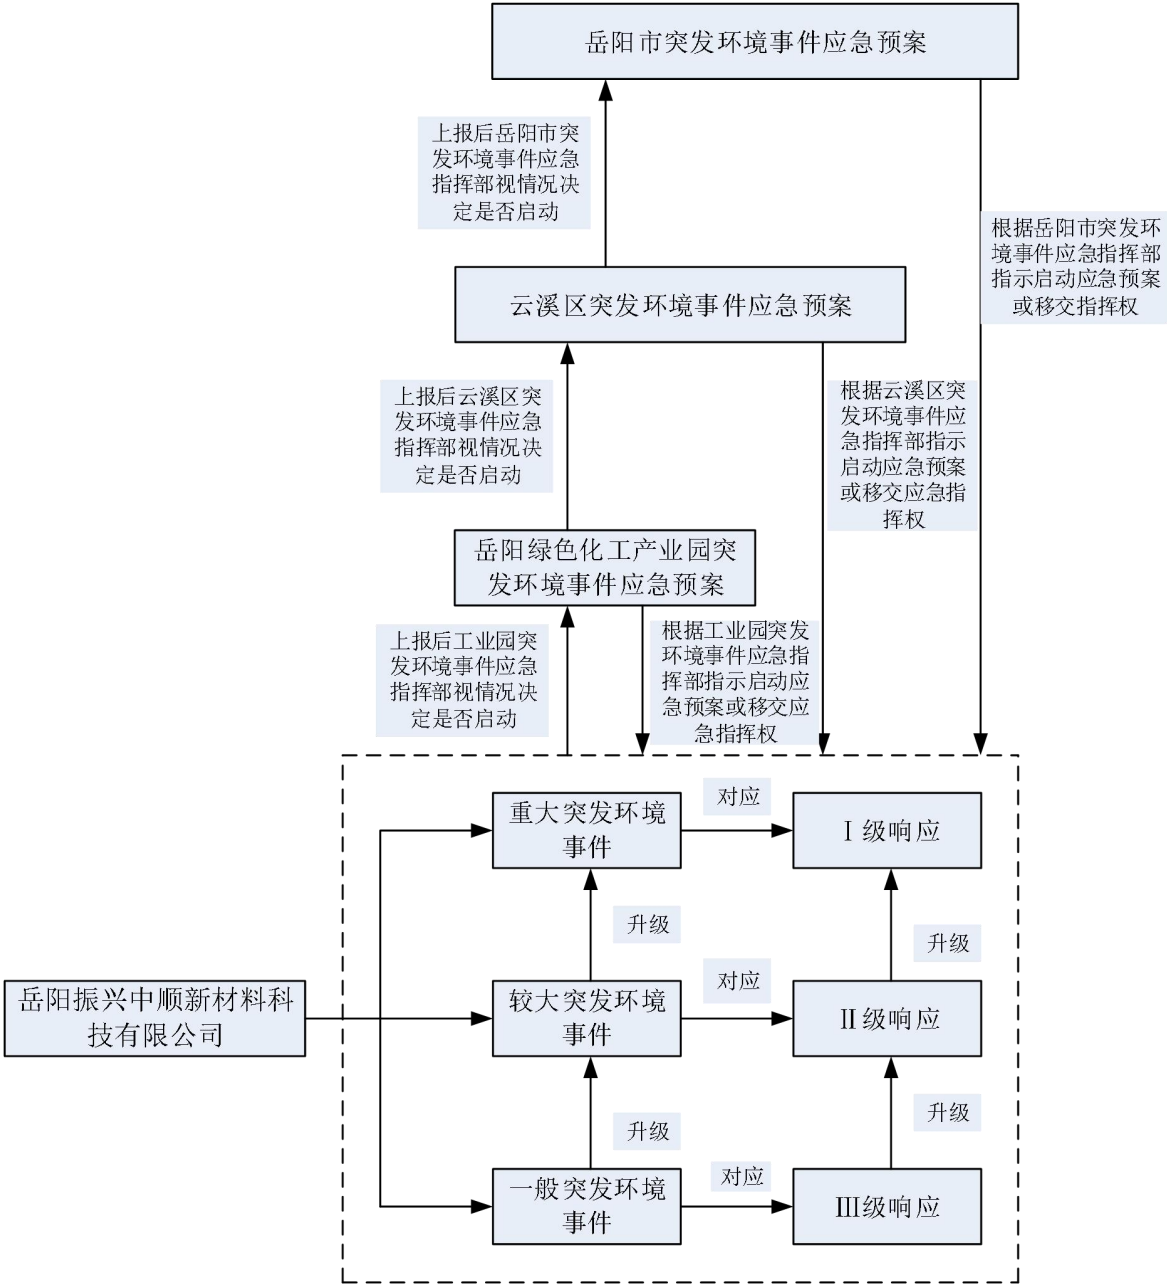 岳阳市突发环境事件应急预案
上报后岳阳市突
发环境事件应急
指挥部视情况决
定是否启动
根据岳阳市突发环
境事件应急指挥部
指示启动应急预案
或移交指挥权
云溪区突发环境事件应急预案
上报后云溪区突
发环境事件应急
指挥部视情况决
定是否启动
根据云溪区突
发环境事件应
急指挥部指示
启动应急预案
或移交应急指
挥权
岳阳绿色化工产业园突
发环境事件应急预案
上报后工业园突
发环境事件应急
指挥部视情况决
定是否启动
根据工业园突发
环境事件应急指
挥部指示启动应
急预案或移交应
急指挥权
重大突发环境
事件
对应
Ⅰ级响应
升级
升级
岳阳振兴中顺新材料科
技有限公司
较大突发环境
事件
对应
Ⅱ级响应
升级
升级
一般突发环境
事件
对应
Ⅲ级响应